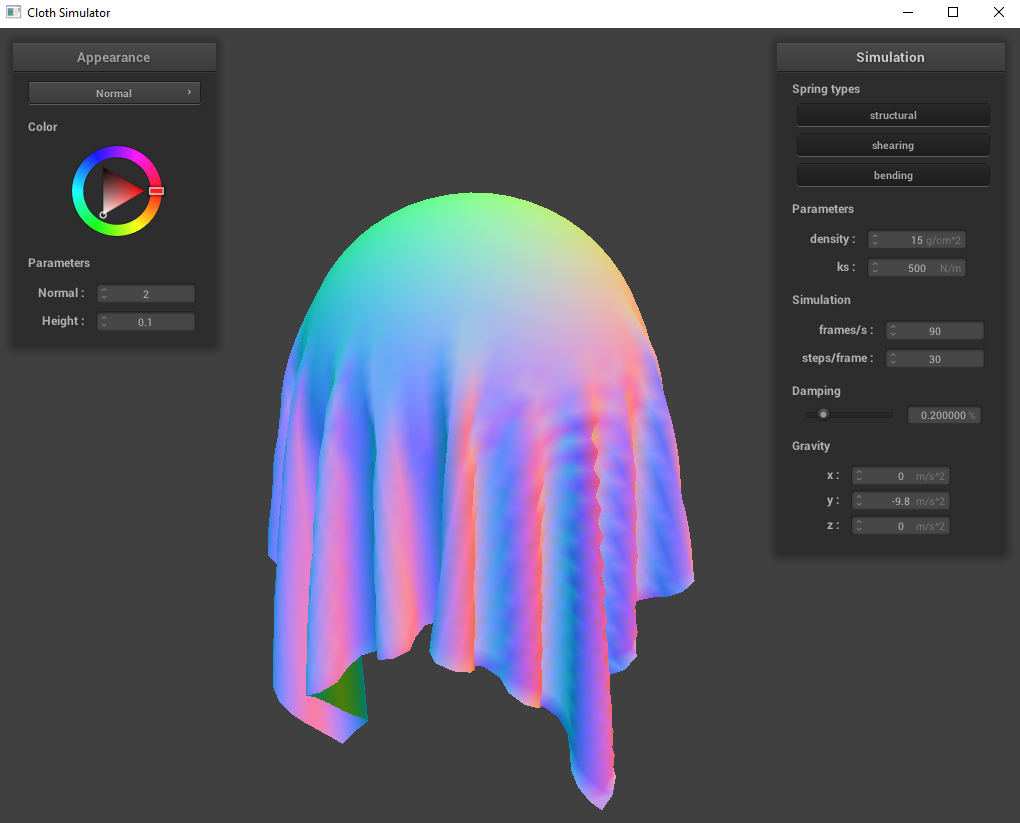 Cloth Simulator
Appearance
Normal ›
Color
Parameters
Normal : 2
Height : 0.1
Simulation
Spring types
structural
shearing
bending
Parameters
density : 15 g/cm^2
ks : 500 N/m
Simulation
frames/s : 90
steps/frame : 30
Damping
0.200000 %
Gravity
x : 0 m/s^2
y : -9.8 m/s^2
z : 0 m/s^2